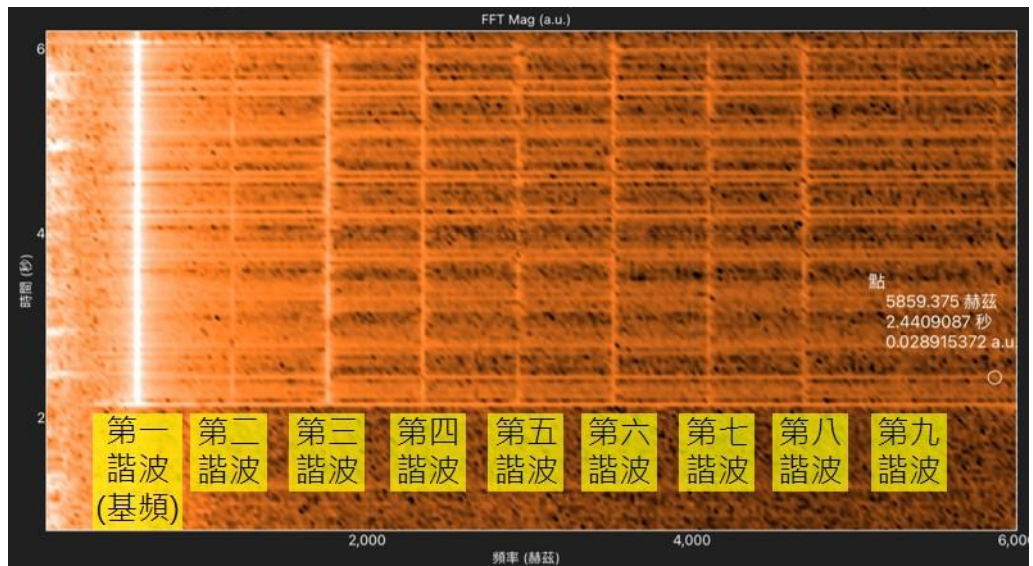 FFT Mag (a.u.)
6
4
2
時間 (秒)
點
5859.375 赫茲
2.4409087 秒
0.028915372 a.u
第一
諧波
(基頻)
第二
諧波
第三
諧波
第四
諧波
第五
諧波
第六
諧波
第七
諧波
第八
諧波
第九
諧波
2,000
4,000
6,000
頻率 (赫茲)